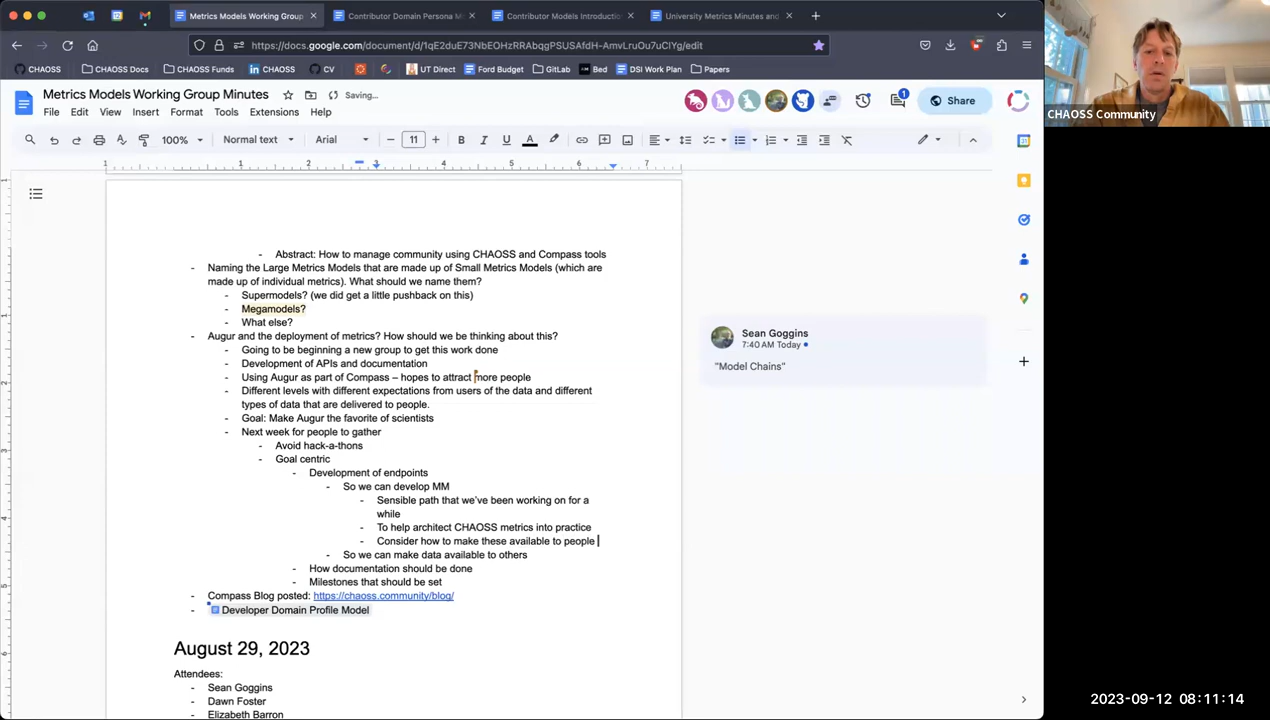 Metrics Models Working Group
Contributor Domain Persona M
Contributor Models Introduction
University Metrics Minutes and
https://docs.google.com/document/d/1qE2duE73NbEOHzRRAbqgPSUSAfdH-AmvLruOu7uClYg/edit
CHAOSS
CHAOSS Docs
CHAOSS Funds
CHAOSS
CV
UT Direct
Ford Budget
GitLab
Bed
DSI Work Plan
Papers
Metrics Models Working Group Minutes
Saving...
File Edit View Insert Format Tools Extensions Help
1
Share
CHAOSS Community
100% Normal text Arial 11
1 1 2 3 4 5 6 7
- Abstract: How to manage community using CHAOSS and Compass tools
- Naming the Large Metrics Models that are made up of Small Metrics Models (which are
made up of individual metrics). What should we name them?
- Supermodels? (we did get a little pushback on this)
- Megamodels?
- What else?
- Augur and the deployment of metrics? How should we be thinking about this?
- Going to be beginning a new group to get this work done
- Development of APIs and documentation
- Using Augur as part of Compass – hopes to attract more people
- Different levels with different expectations from users of the data and different
types of data that are delivered to people.
- Goal: Make Augur the favorite of scientists
- Next week for people to gather
- Avoid hack-a-thons
- Goal centric
- Development of endpoints
- So we can develop MM
- Sensible path that we've been working on for a
while
- To help architect CHAOSS metrics into practice
- Consider how to make these available to people
- So we can make data available to others
- How documentation should be done
- Milestones that should be set
- Compass Blog posted: https://chaoss.community/blog/
- Developer Domain Profile Model
August 29, 2023
Attendees:
- Sean Goggins
- Dawn Foster
- Elizabeth Barron
Sean Goggins
7:40 AM Today
"Model Chains"
2023-09-12 08:11:14